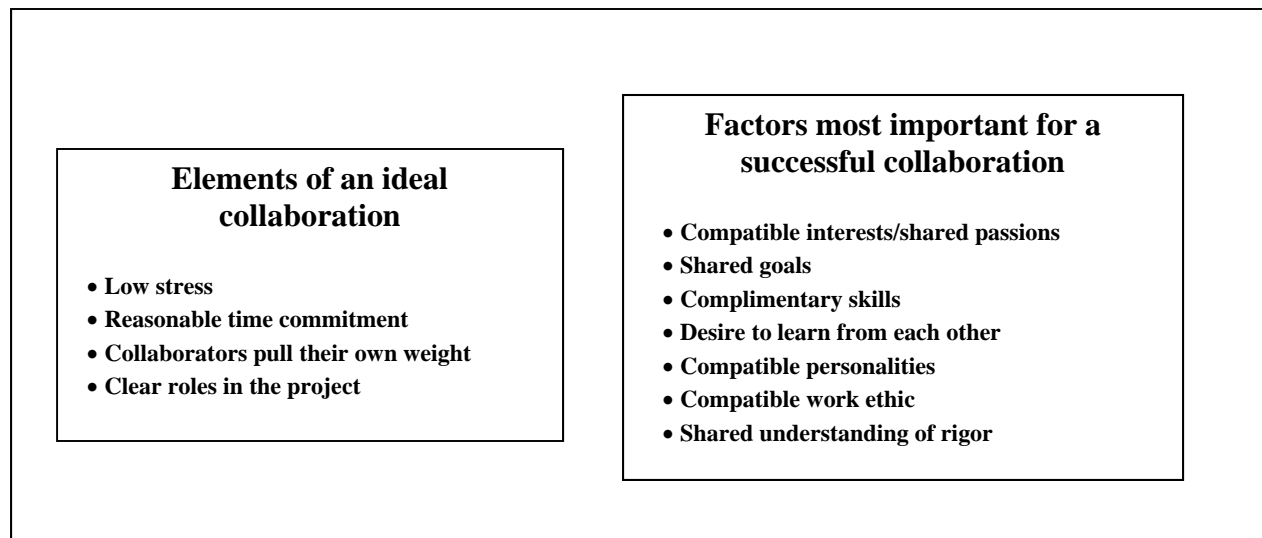 Elements of an ideal
collaboration
• Low stress
• Reasonable time commitment
• Collaborators pull their own weight
• Clear roles in the project
Factors most important for a
successful collaboration
• Compatible interests/shared passions
• Shared goals
• Complimentary skills
• Desire to learn from each other
• Compatible personalities
• Compatible work ethic
• Shared understanding of rigor